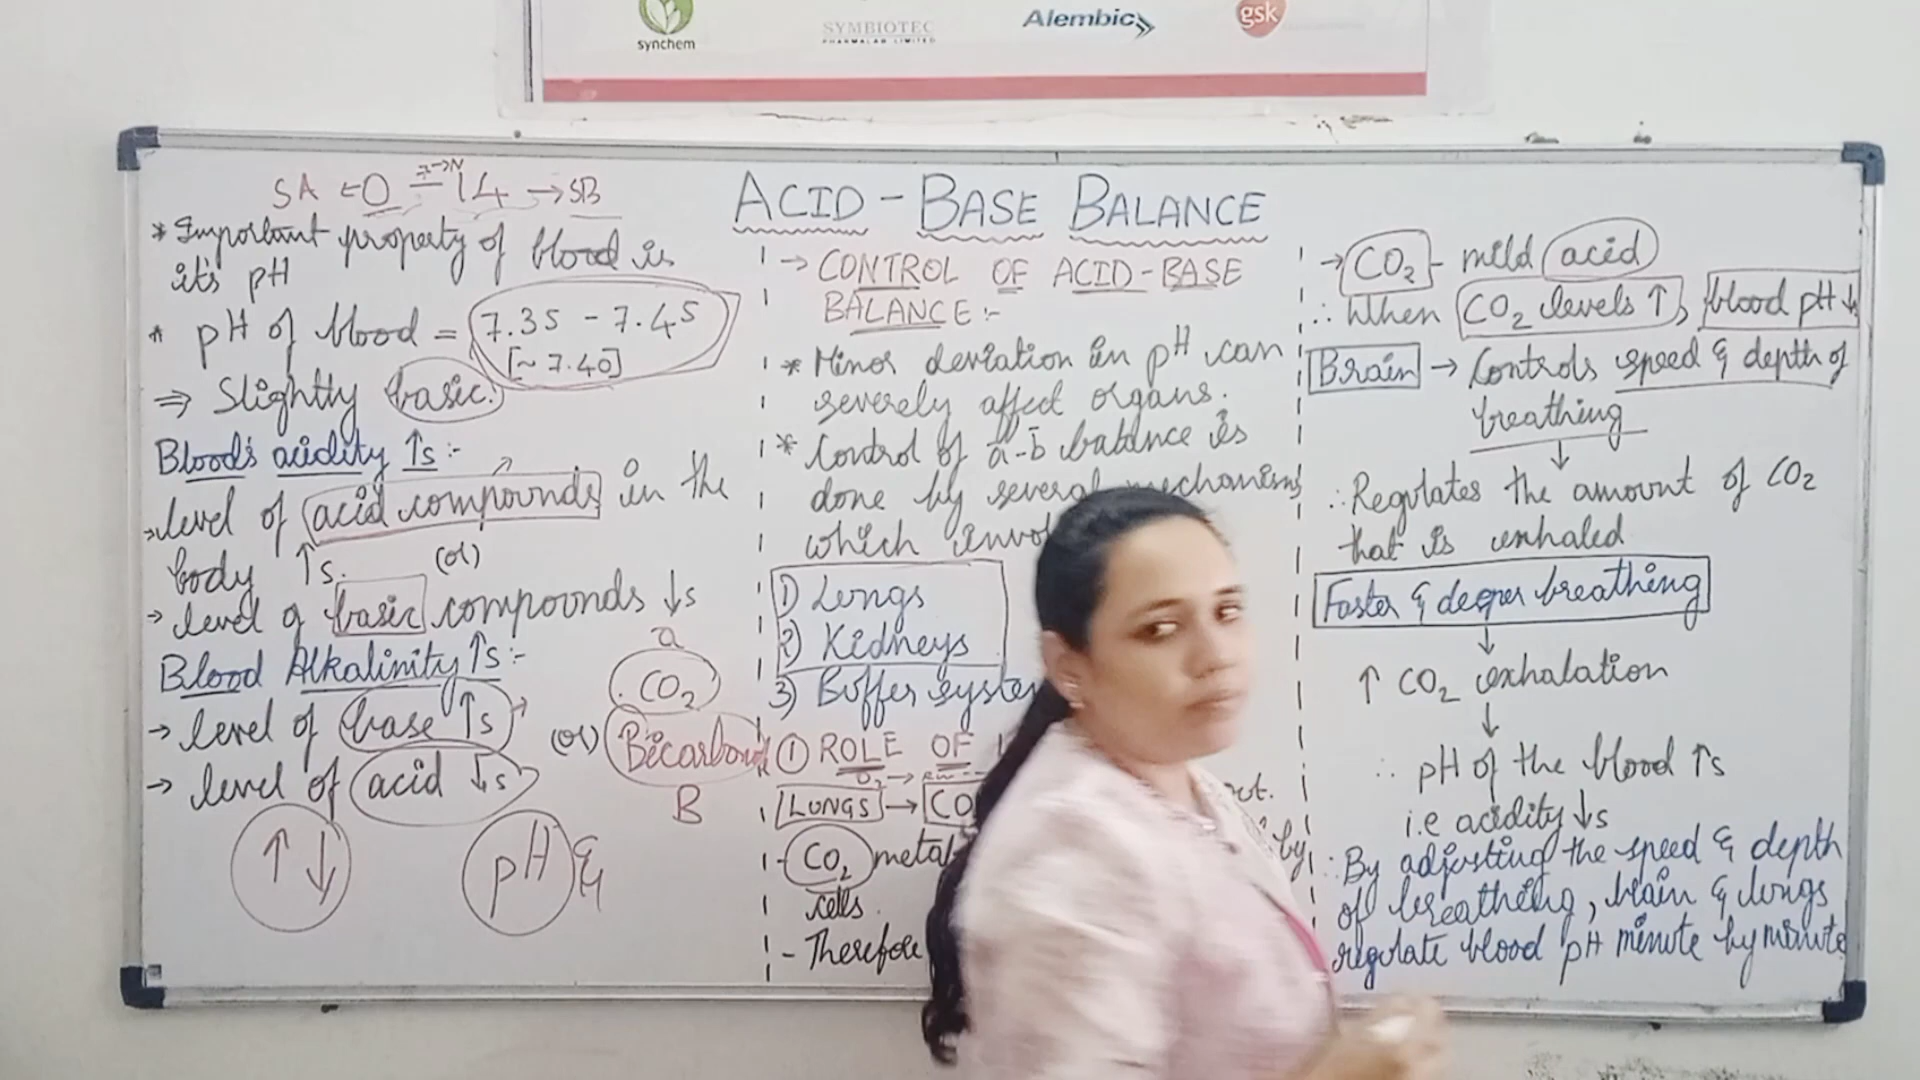 synchem
SYMBIOTEC
PHARMALAB LIMITED
Alembic
gsk
ACID-BASE BALANCE
SA ← 0 — 14 → SB
7→N
* Important property of blood is
it's pH
* pH of blood = 7.35 - 7.45
[~ 7.40]
⇒ Slightly basic.
Blood's acidity ↑s :-
→ level of acid compounds in the
body ↑s. (or)
→ level of basic compounds ↓s
Blood Alkalinity ↑s :-
→ level of base ↑s (or)
→ level of acid ↓s
↑↓ pH
a
CO2
B
→ CONTROL OF ACID-BASE
BALANCE :-
* Minor deviation in pH can
severely affect organs.
* Control of a-b balance is
done by several mechanisms
which
1) Lungs
2) Kidneys
3) Buffer
① ROLE OF
O2 →
LUNGS → CO
out.
- CO2 by
cells.
- Therefore
→ CO2 - mild acid
∴ When CO2 levels ↑, blood pH ↓
Brain → Controls speed & depth of
breathing
↓
∴ Regulates the amount of CO2
that is exhaled
Faster & deeper breathing
↓
↑ CO2 exhalation
↓
∴ pH of the blood ↑s
i.e acidity ↓s
∴ By adjusting the speed & depth
of breathing, brain & lungs
regulate blood pH minute by minute